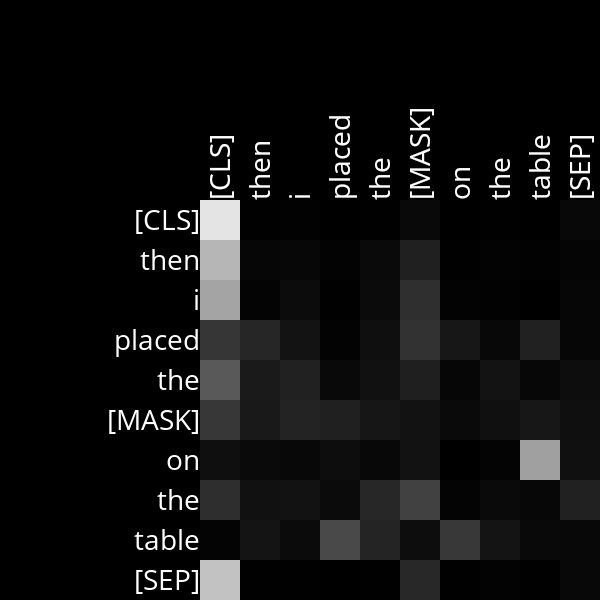 [CLS] then i placed the [MASK] on the table [SEP]
[CLS]
then
i
placed
the
[MASK]
on
the
table
[SEP]